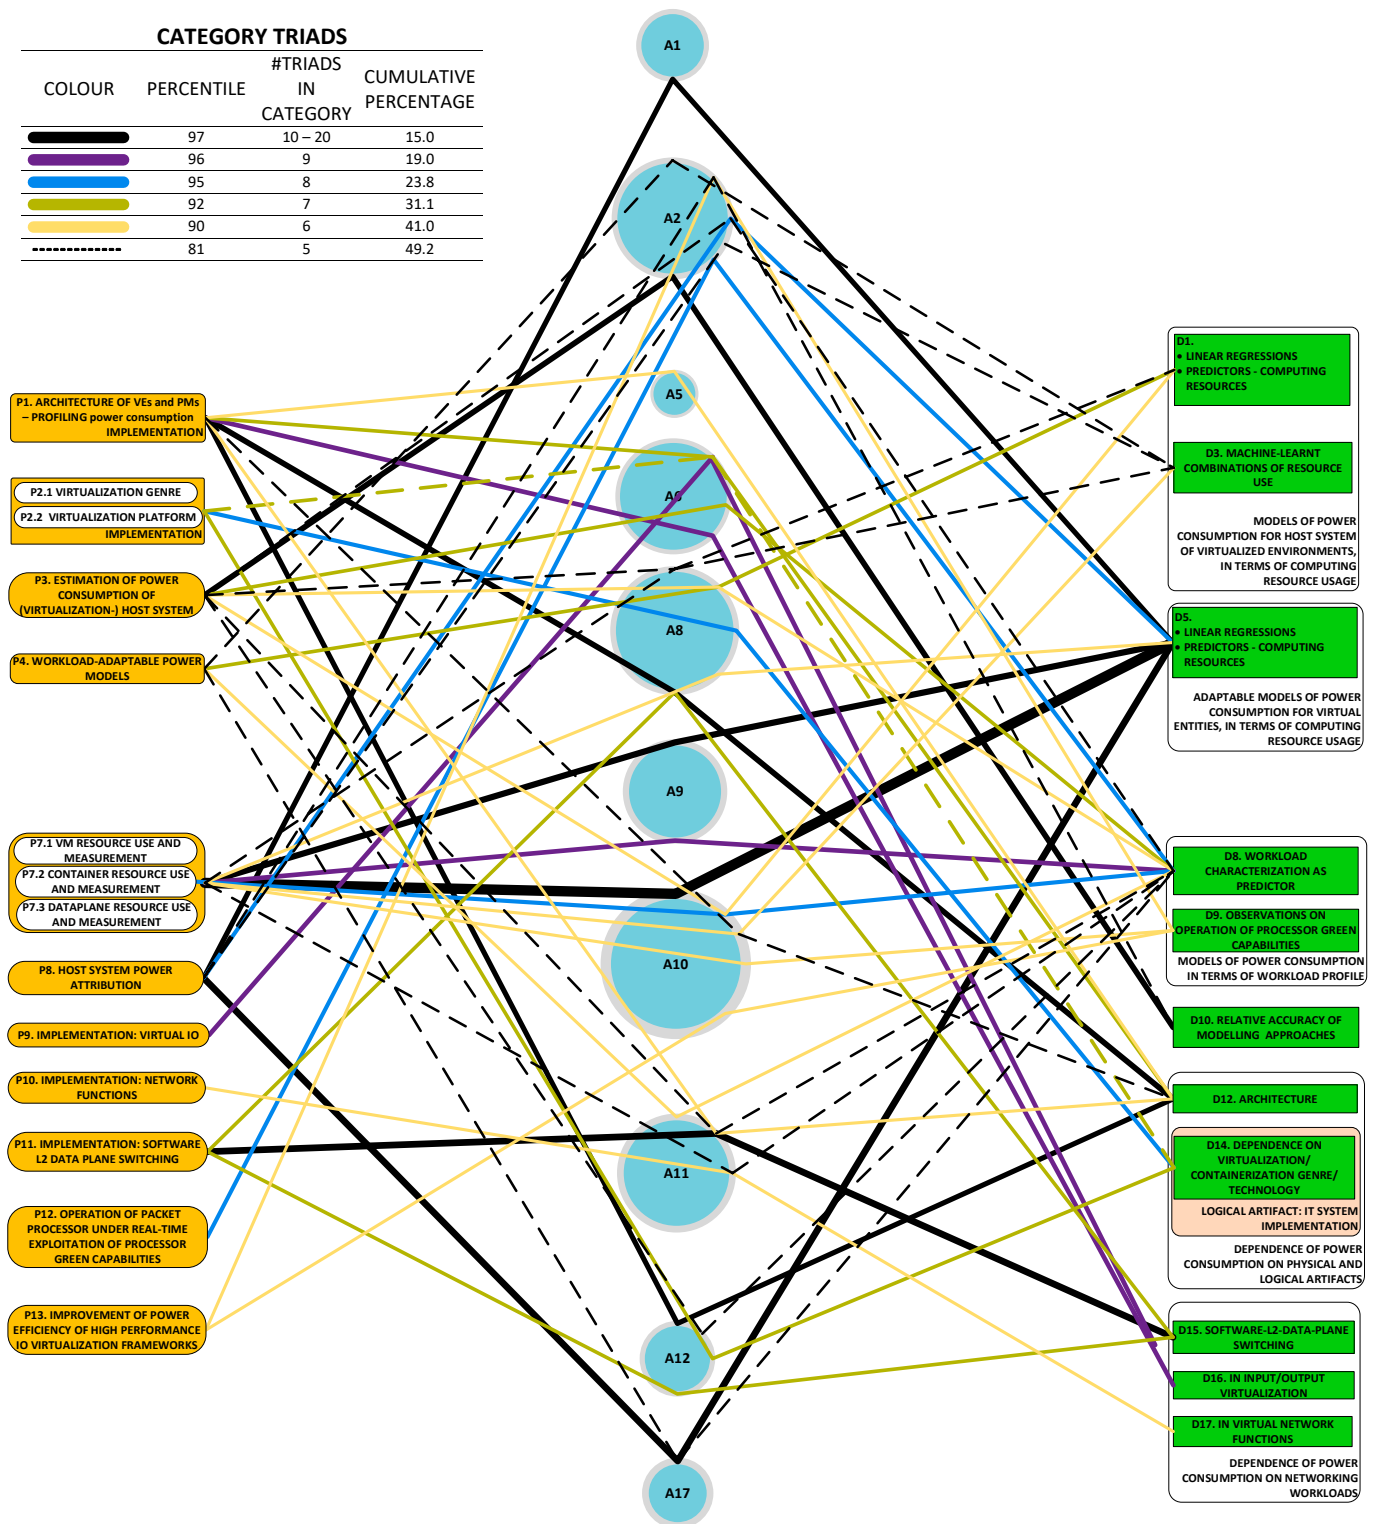 CATEGORY TRIADS
COLOUR
PERCENTILE
#TRIADS
IN
CATEGORY
CUMULATIVE
PERCENTAGE
97 10 – 20 15.0
96 9 19.0
95 8 23.8
92 7 31.1
90 6 41.0
81 5 49.2
P1. ARCHITECTURE OF VEs and PMs
– PROFILING power consumption
IMPLEMENTATION
P2.1 VIRTUALIZATION GENRE
P2.2 VIRTUALIZATION PLATFORM
IMPLEMENTATION
P3. ESTIMATION OF POWER
CONSUMPTION OF
(VIRTUALIZATION-) HOST SYSTEM
P4. WORKLOAD-ADAPTABLE POWER
MODELS
P7.1 VM RESOURCE USE AND
MEASUREMENT
P7.2 CONTAINER RESOURCE USE
AND MEASUREMENT
P7.3 DATAPLANE RESOURCE USE
AND MEASUREMENT
P8. HOST SYSTEM POWER
ATTRIBUTION
P9. IMPLEMENTATION: VIRTUAL IO
P10. IMPLEMENTATION: NETWORK
FUNCTIONS
P11. IMPLEMENTATION: SOFTWARE
L2 DATA PLANE SWITCHING
P12. OPERATION OF PACKET
PROCESSOR UNDER REAL-TIME
EXPLOITATION OF PROCESSOR
GREEN CAPABILITIES
P13. IMPROVEMENT OF POWER
EFFICIENCY OF HIGH PERFORMANCE
IO VIRTUALIZATION FRAMEWORKS
A1
A2
A5
A6
A8
A9
A10
A11
A12
A17
D1.
• LINEAR REGRESSIONS
• PREDICTORS - COMPUTING
RESOURCES
D3. MACHINE-LEARNT
COMBINATIONS OF RESOURCE
USE
MODELS OF POWER
CONSUMPTION FOR HOST SYSTEM
OF VIRTUALIZED ENVIRONMENTS,
IN TERMS OF COMPUTING
RESOURCE USAGE
D5.
• LINEAR REGRESSIONS
• PREDICTORS - COMPUTING
RESOURCES
ADAPTABLE MODELS OF POWER
CONSUMPTION FOR VIRTUAL
ENTITIES, IN TERMS OF COMPUTING
RESOURCE USAGE
D8. WORKLOAD
CHARACTERIZATION AS
PREDICTOR
D9. OBSERVATIONS ON
OPERATION OF PROCESSOR GREEN
CAPABILITIES
MODELS OF POWER CONSUMPTION
IN TERMS OF WORKLOAD PROFILE
D10. RELATIVE ACCURACY OF
MODELLING APPROACHES
D12. ARCHITECTURE
D14. DEPENDENCE ON
VIRTUALIZATION/
CONTAINERIZATION GENRE/
TECHNOLOGY
LOGICAL ARTIFACT: IT SYSTEM
IMPLEMENTATION
DEPENDENCE OF POWER
CONSUMPTION ON PHYSICAL AND
LOGICAL ARTIFACTS
D15. SOFTWARE-L2-DATA-PLANE
SWITCHING
D16. IN INPUT/OUTPUT
VIRTUALIZATION
D17. IN VIRTUAL NETWORK
FUNCTIONS
DEPENDENCE OF POWER
CONSUMPTION ON NETWORKING
WORKLOADS